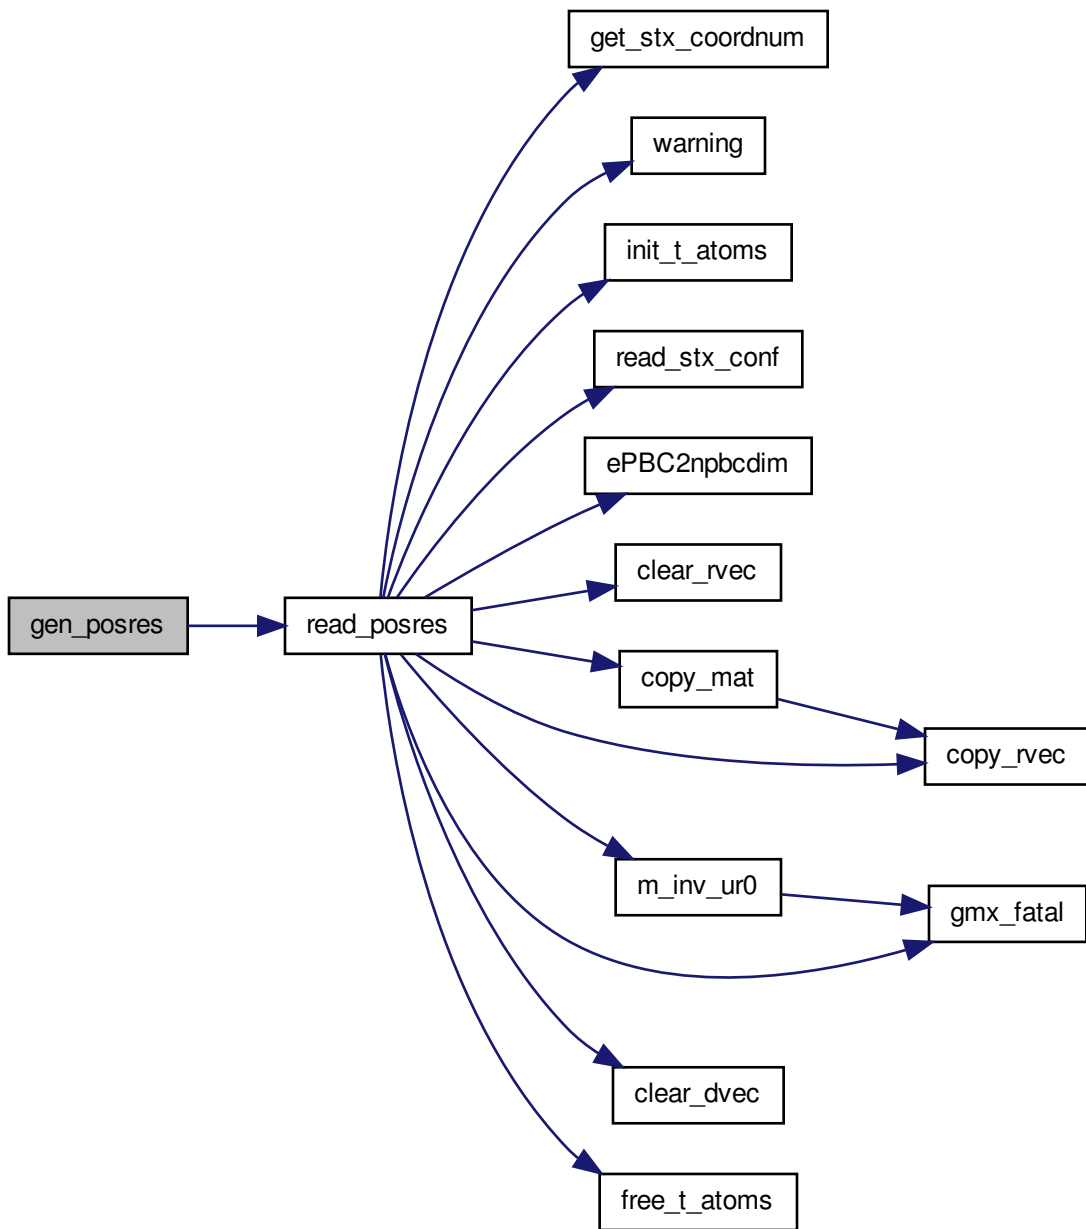 get_stx_coordnum
warning
init_t_atoms
read_stx_conf
ePBC2npbcdim
clear_rvec
gen_posres
read_posres
copy_mat
copy_rvec
m_inv_ur0
gmx_fatal
clear_dvec
free_t_atoms